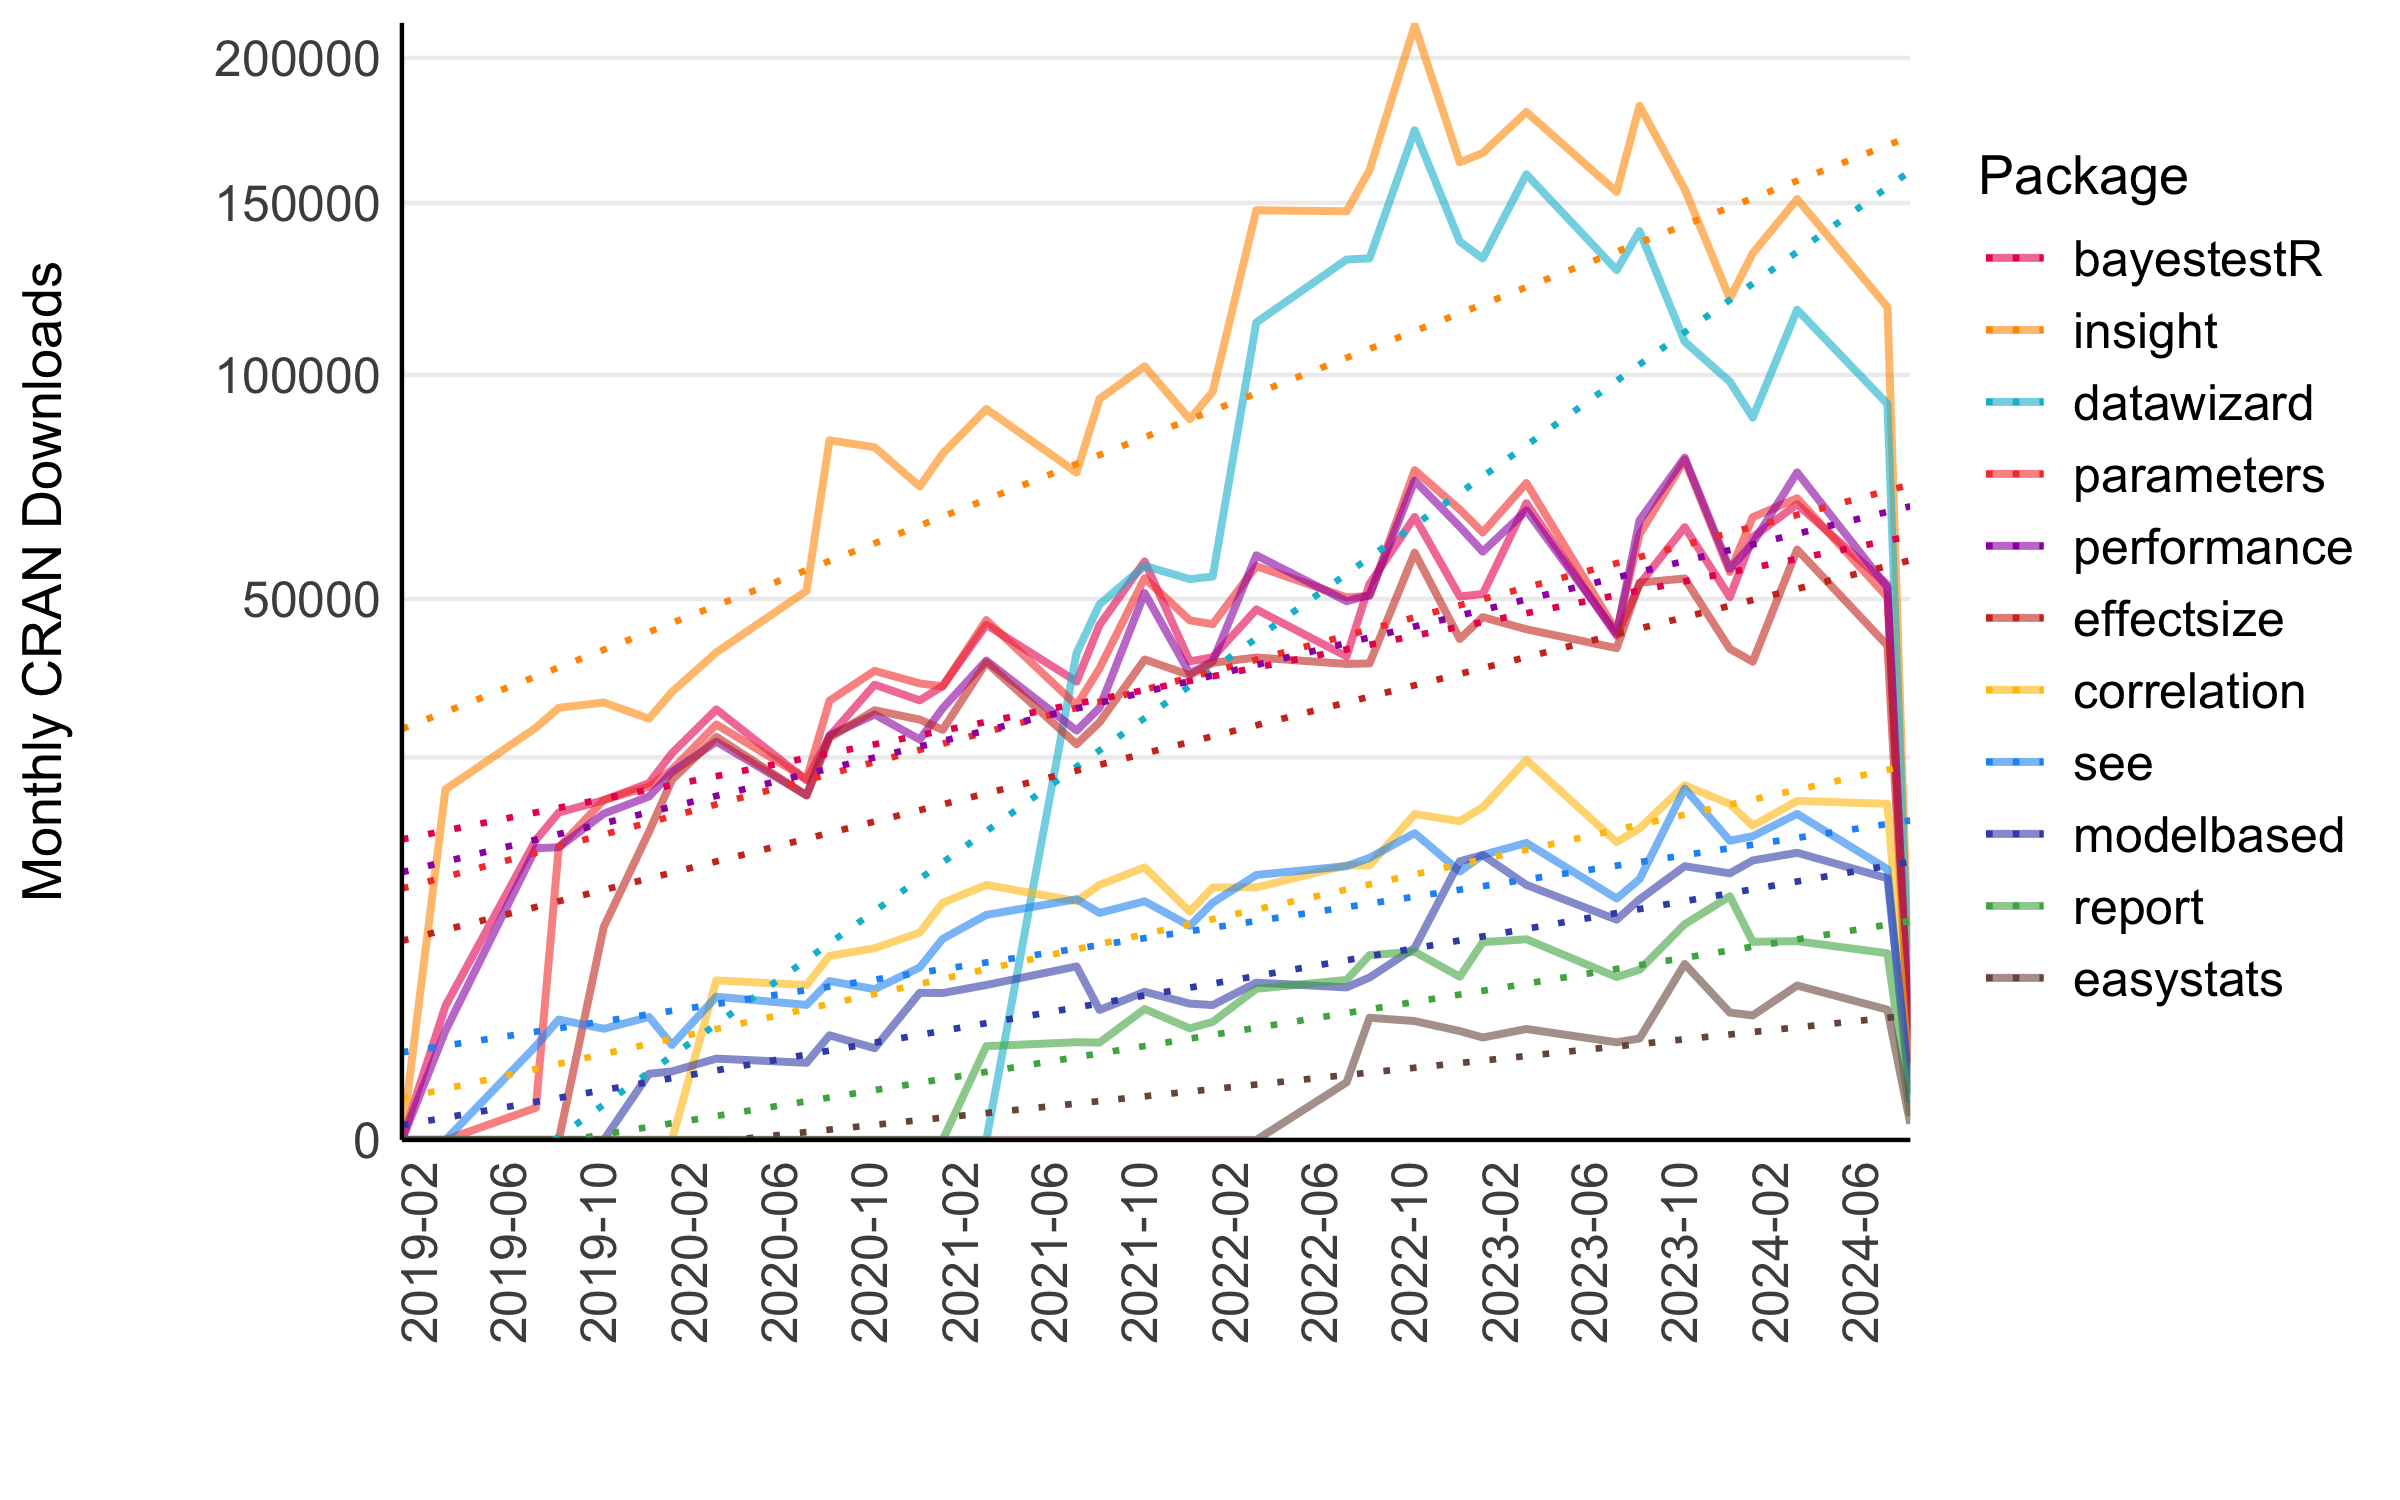 Monthly CRAN Downloads
200000
150000
100000
50000
0
2019-02
2019-06
2019-10
2020-02
2020-06
2020-10
2021-02
2021-06
2021-10
2022-02
2022-06
2022-10
2023-02
2023-06
2023-10
2024-02
2024-06
Package
bayestestR
insight
datawizard
parameters
performance
effectsize
correlation
see
modelbased
report
easystats